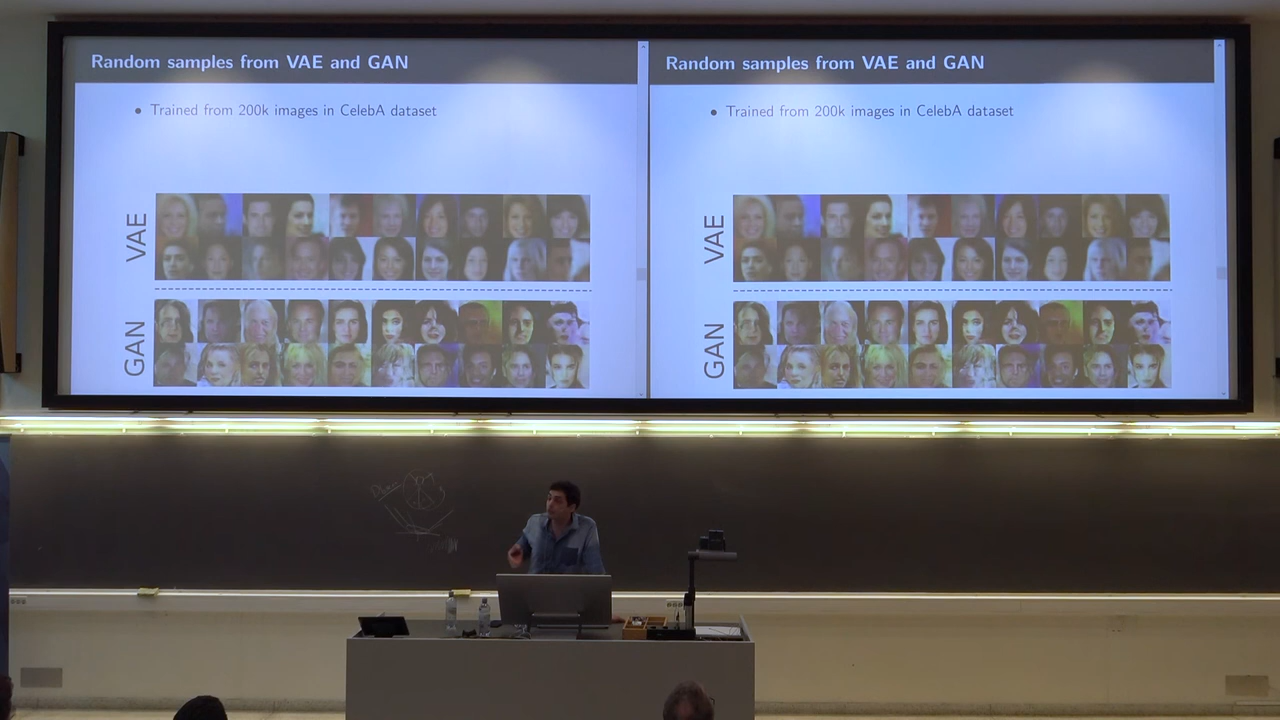 Random samples from VAE and GAN
• Trained from 200k images in CelebA dataset
VAE
GAN
Random samples from VAE and GAN
• Trained from 200k images in CelebA dataset
VAE
GAN